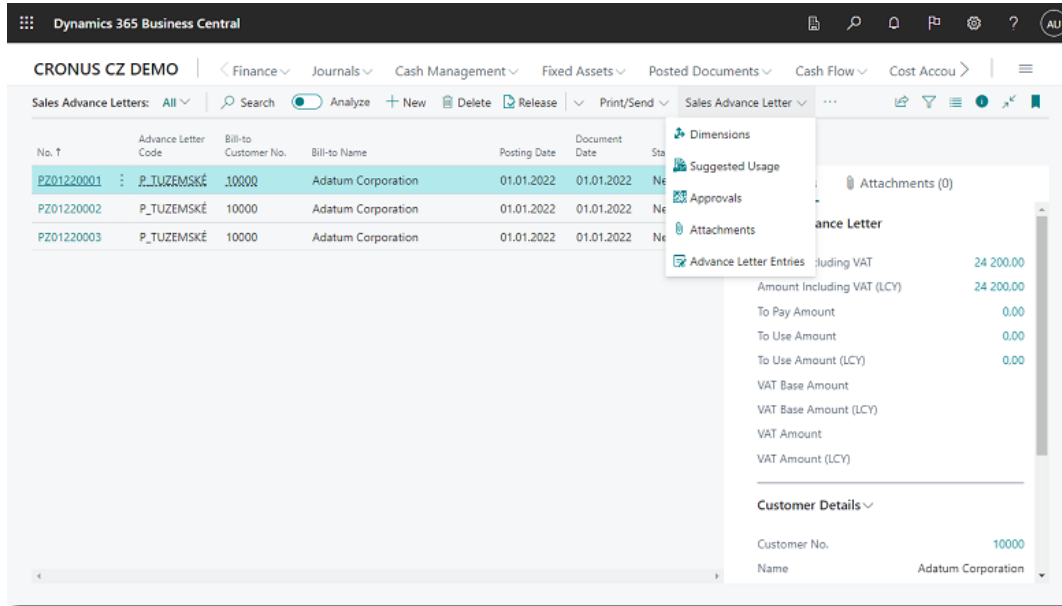 Dynamics 365 Business Central
AU
CRONUS CZ DEMO
Finance
Journals
Cash Management
Fixed Assets
Posted Documents
Cash Flow
Cost Accou
Sales Advance Letters: All
Search
Analyze
New
Delete
Release
Print/Send
Sales Advance Letter
Dimensions
Suggested Usage
Approvals
Attachments
Advance Letter Entries
No. ↑
Advance Letter
Code
Bill-to
Customer No.
Bill-to Name
Posting Date
Document
Date
Sta
PZ01220001 P_TUZEMSKÉ 10000 Adatum Corporation 01.01.2022 01.01.2022 Ne
PZ01220002 P_TUZEMSKÉ 10000 Adatum Corporation 01.01.2022 01.01.2022 Ne
PZ01220003 P_TUZEMSKÉ 10000 Adatum Corporation 01.01.2022 01.01.2022 Ne
Attachments (0)
ance Letter
luding VAT 24 200,00
Amount Including VAT (LCY) 24 200,00
To Pay Amount 0,00
To Use Amount 0,00
To Use Amount (LCY) 0,00
VAT Base Amount
VAT Base Amount (LCY)
VAT Amount
VAT Amount (LCY)
Customer Details
Customer No. 10000
Name Adatum Corporation